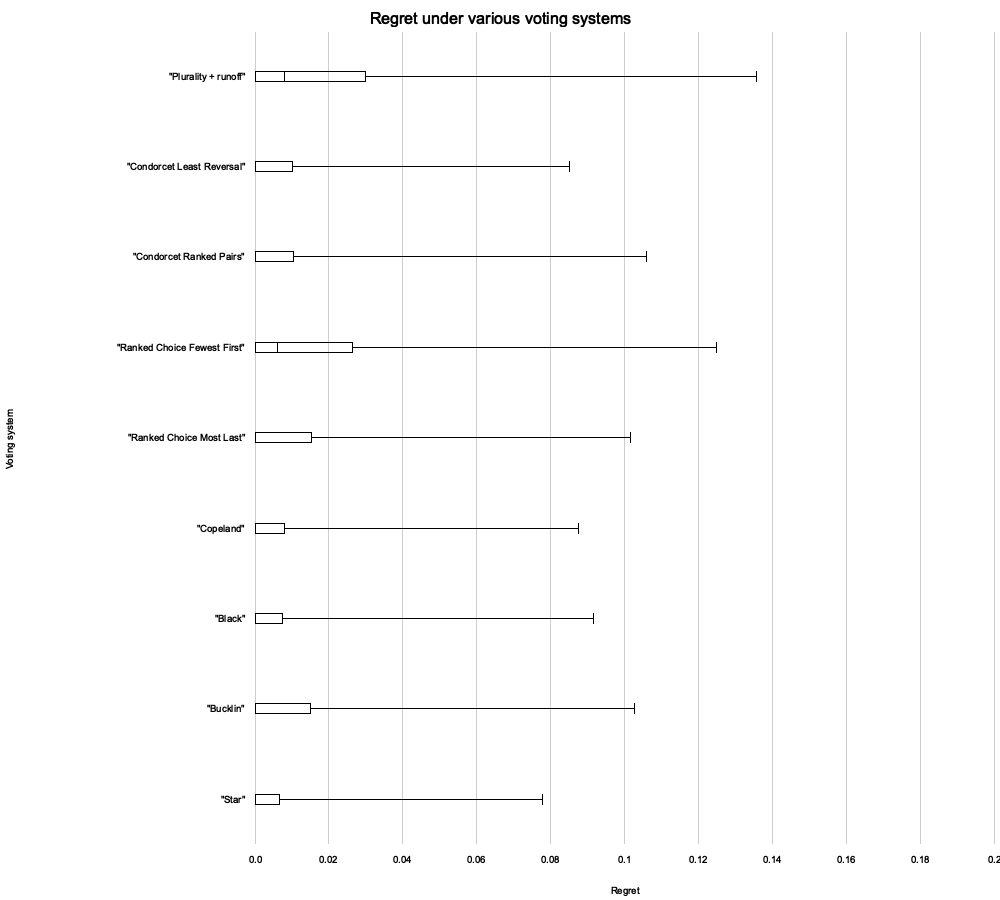 Regret under various voting systems
"Plurality + runoff"
"Condorcet Least Reversal"
"Condorcet Ranked Pairs"
"Ranked Choice Fewest First"
"Ranked Choice Most Last"
"Copeland"
"Black"
"Bucklin"
"Star"
Voting system
0.0 0.02 0.04 0.06 0.08 0.1 0.12 0.14 0.16 0.18 0.2
Regret